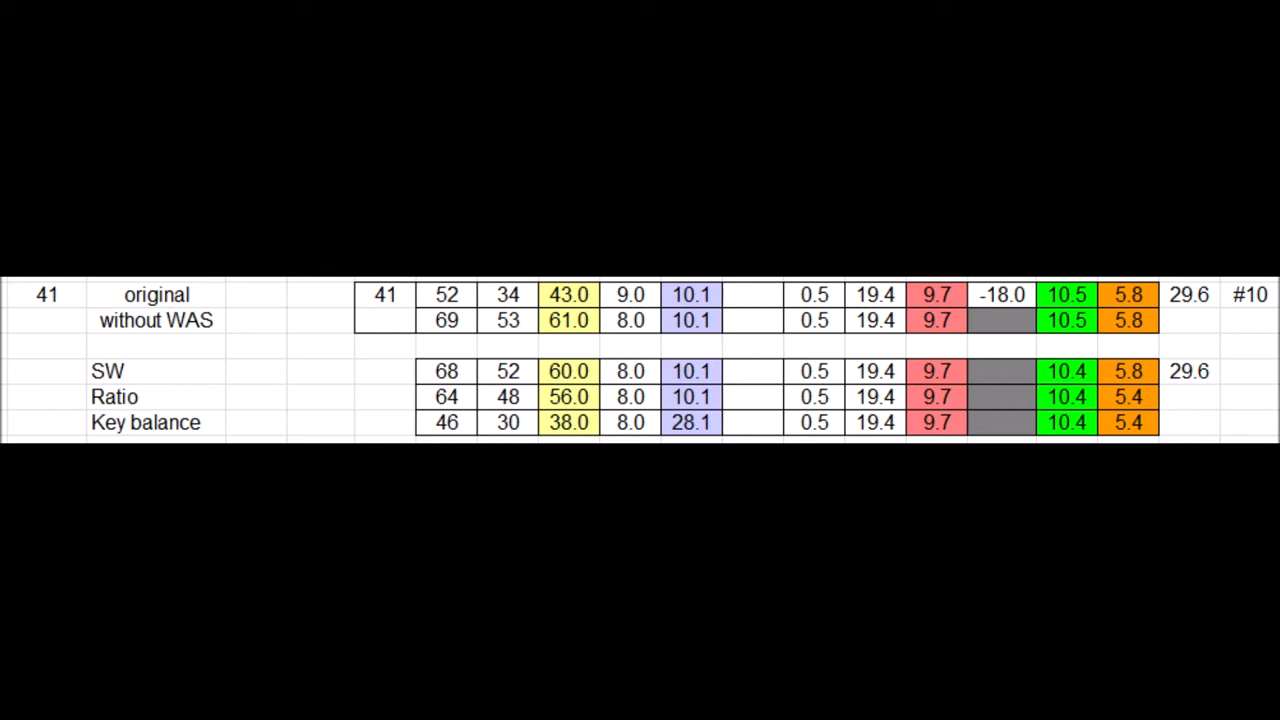 41 original 41 52 34 43.0 9.0 10.1 0.5 19.4 9.7 -18.0 10.5 5.8 29.6 #10
without WAS 69 53 61.0 8.0 10.1 0.5 19.4 9.7 10.5 5.8
SW 68 52 60.0 8.0 10.1 0.5 19.4 9.7 10.4 5.8 29.6
Ratio 64 48 56.0 8.0 10.1 0.5 19.4 9.7 10.4 5.4
Key balance 46 30 38.0 8.0 28.1 0.5 19.4 9.7 10.4 5.4